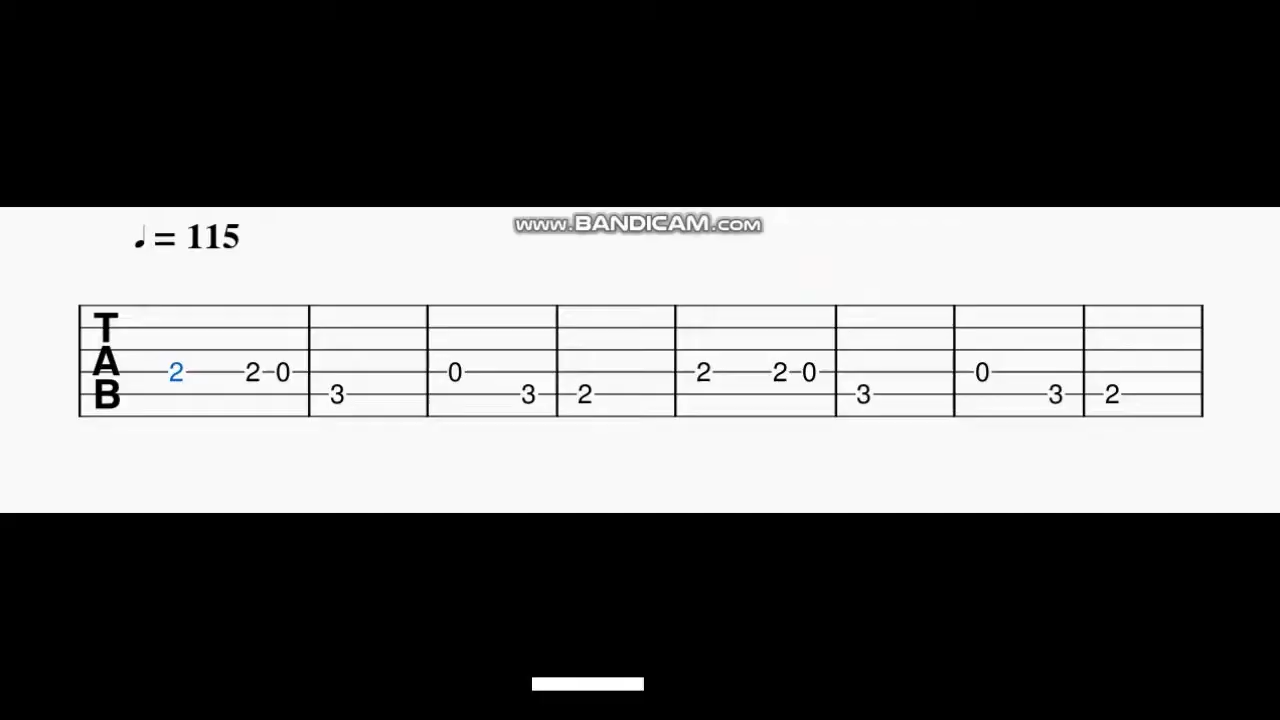 ♩ = 115
www.BANDICAM.com
T
A
B
2 2 0 0 2 2 0 0
3 3 2 3 3 2